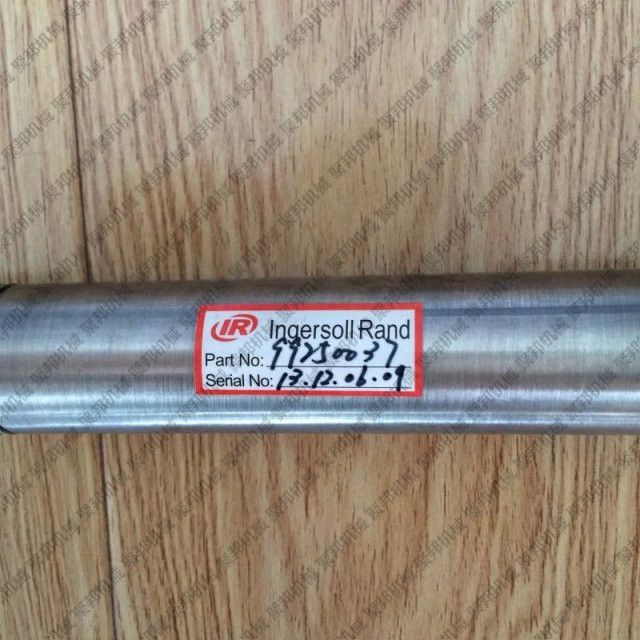 IR Ingersoll Rand
Part No: 99250037
Serial No: 13.12.06.09
聚邦机械